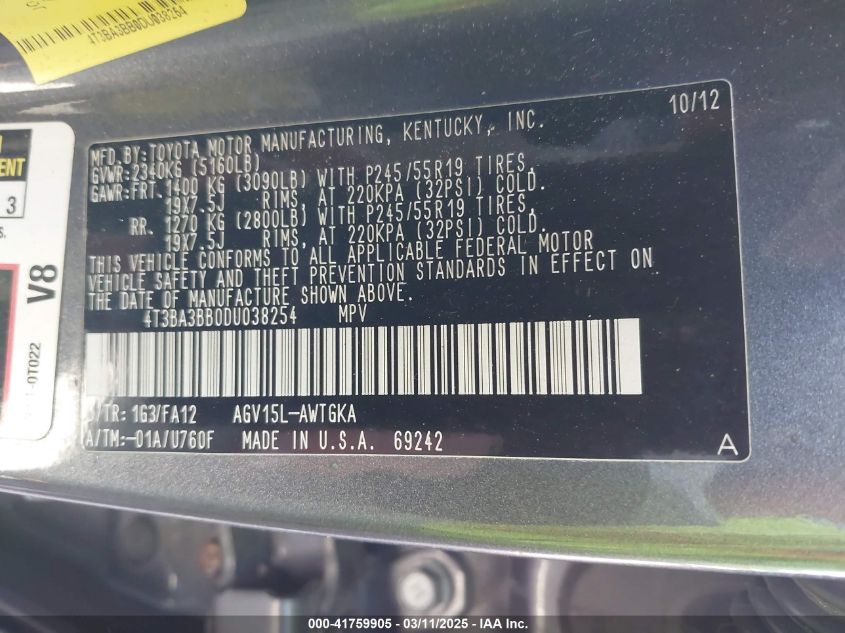 4T3BA3BB0DU038254
10/12
MFD.BY:TOYOTA MOTOR MANUFACTURING, KENTUCKY, INC.
GVWR:2340KG (5160LB)
GAWR:FRT.1400 KG (3090LB) WITH P245/55R19 TIRES,
19X7.5J RIMS, AT 220KPA (32PSI) COLD.
RR. 1270 KG (2800LB) WITH P245/55R19 TIRES,
19X7.5J RIMS, AT 220KPA (32PSI) COLD.
THIS VEHICLE CONFORMS TO ALL APPLICABLE FEDERAL MOTOR
VEHICLE SAFETY AND THEFT PREVENTION STANDARDS IN EFFECT ON
THE DATE OF MANUFACTURE SHOWN ABOVE.
4T3BA3BB0DU038254 MPV
/TR: 1G3/FA12 AGV15L-AWTGKA
A/TM:-01A/U760F MADE IN U.S.A. 69242
A
3
V8
-0T022
000-41759905 - 03/11/2025 - IAA Inc.